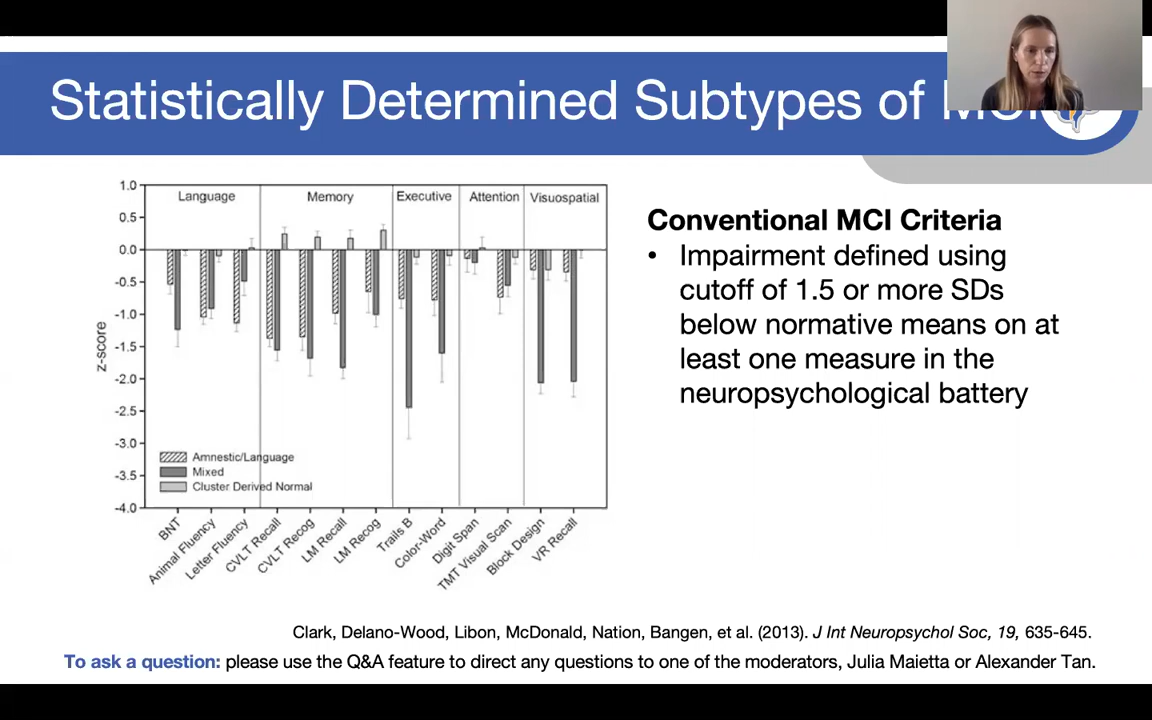 Statistically Determined Subtypes of MCI
1.0
0.5
0.0
-0.5
-1.0
-1.5
-2.0
-2.5
-3.0
-3.5
-4.0
z-score
Language Memory Executive Attention Visuospatial
Amnestic/Language
Mixed
Cluster Derived Normal
BNT
Animal Fluency
Letter Fluency
CVLT Recall
CVLT Recog
LM Recall
LM Recog
Trails B
Color-Word
Digit Span
TMT Visual Scan
Block Design
VR Recall
Conventional MCI Criteria
• Impairment defined using
cutoff of 1.5 or more SDs
below normative means on at
least one measure in the
neuropsychological battery
Clark, Delano-Wood, Libon, McDonald, Nation, Bangen, et al. (2013). J Int Neuropsychol Soc, 19, 635-645.
To ask a question: please use the Q&A feature to direct any questions to one of the moderators, Julia Maietta or Alexander Tan.